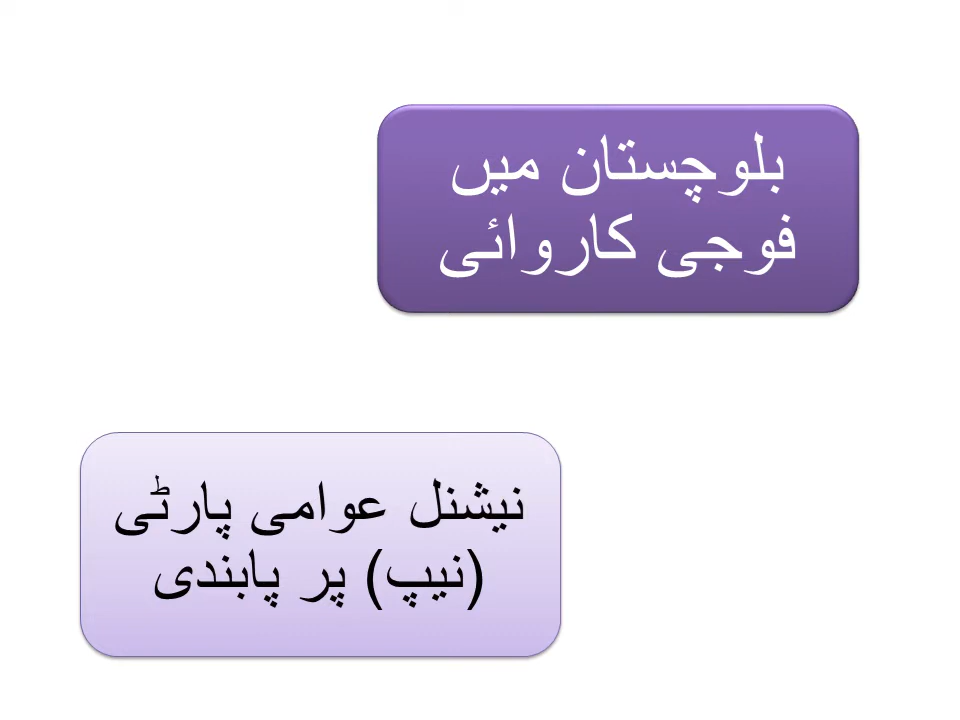 بلوچستان میں
فوجی کاروائی
نیشنل عوامی پارٹی
(نیپ) پر پابندی